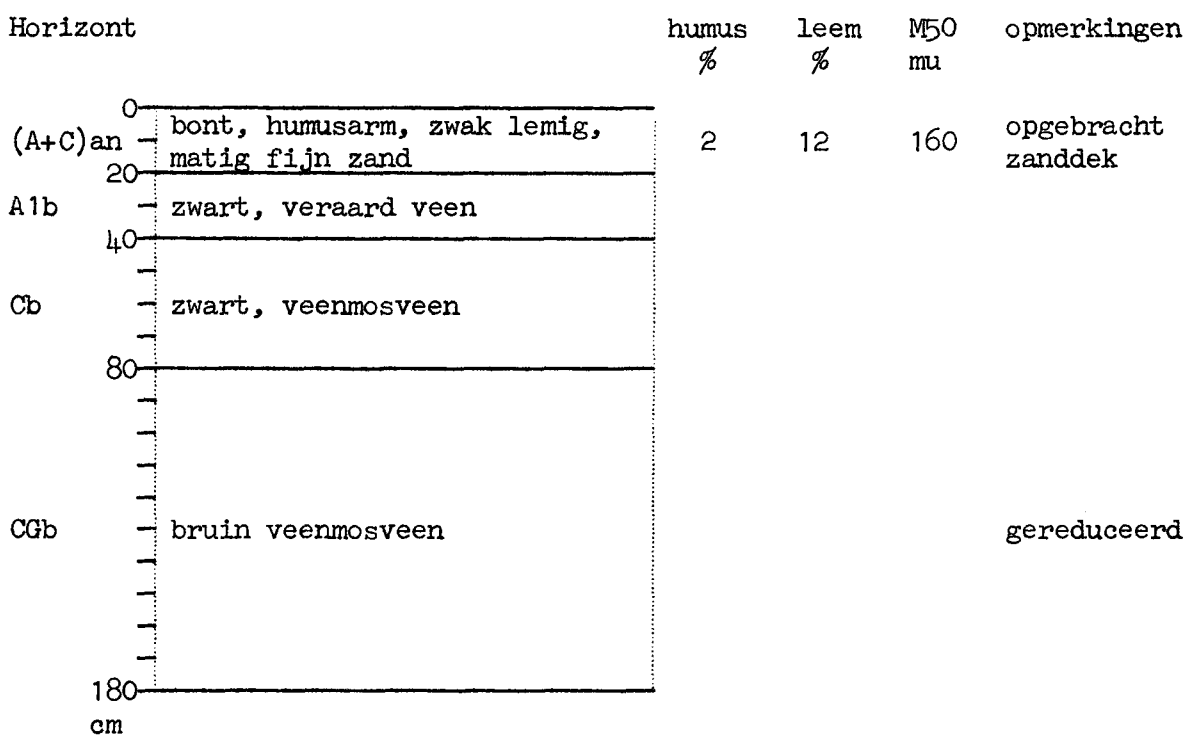 Horizont humus leem M50 opmerkingen
% % mu
0
(A+C)an bont, humusarm, zwak lemig, 2 12 160 opgebracht
matig fijn zand zanddek
20
A1b zwart, veraard veen
40
Cb zwart, veenmosveen
80
CGb bruin veenmosveen gereduceerd
180
cm